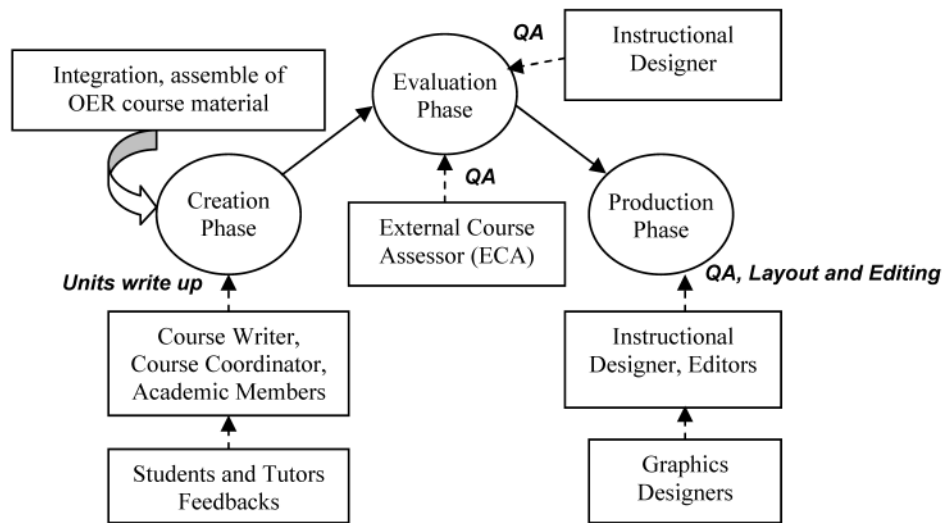 Integration, assemble of
OER course material
QA
Instructional
Designer
Evaluation
Phase
Creation
Phase
QA
External Course
Assessor (ECA)
Production
Phase
Units write up
QA, Layout and Editing
Course Writer,
Course Coordinator,
Academic Members
Instructional
Designer, Editors
Students and Tutors
Feedbacks
Graphics
Designers